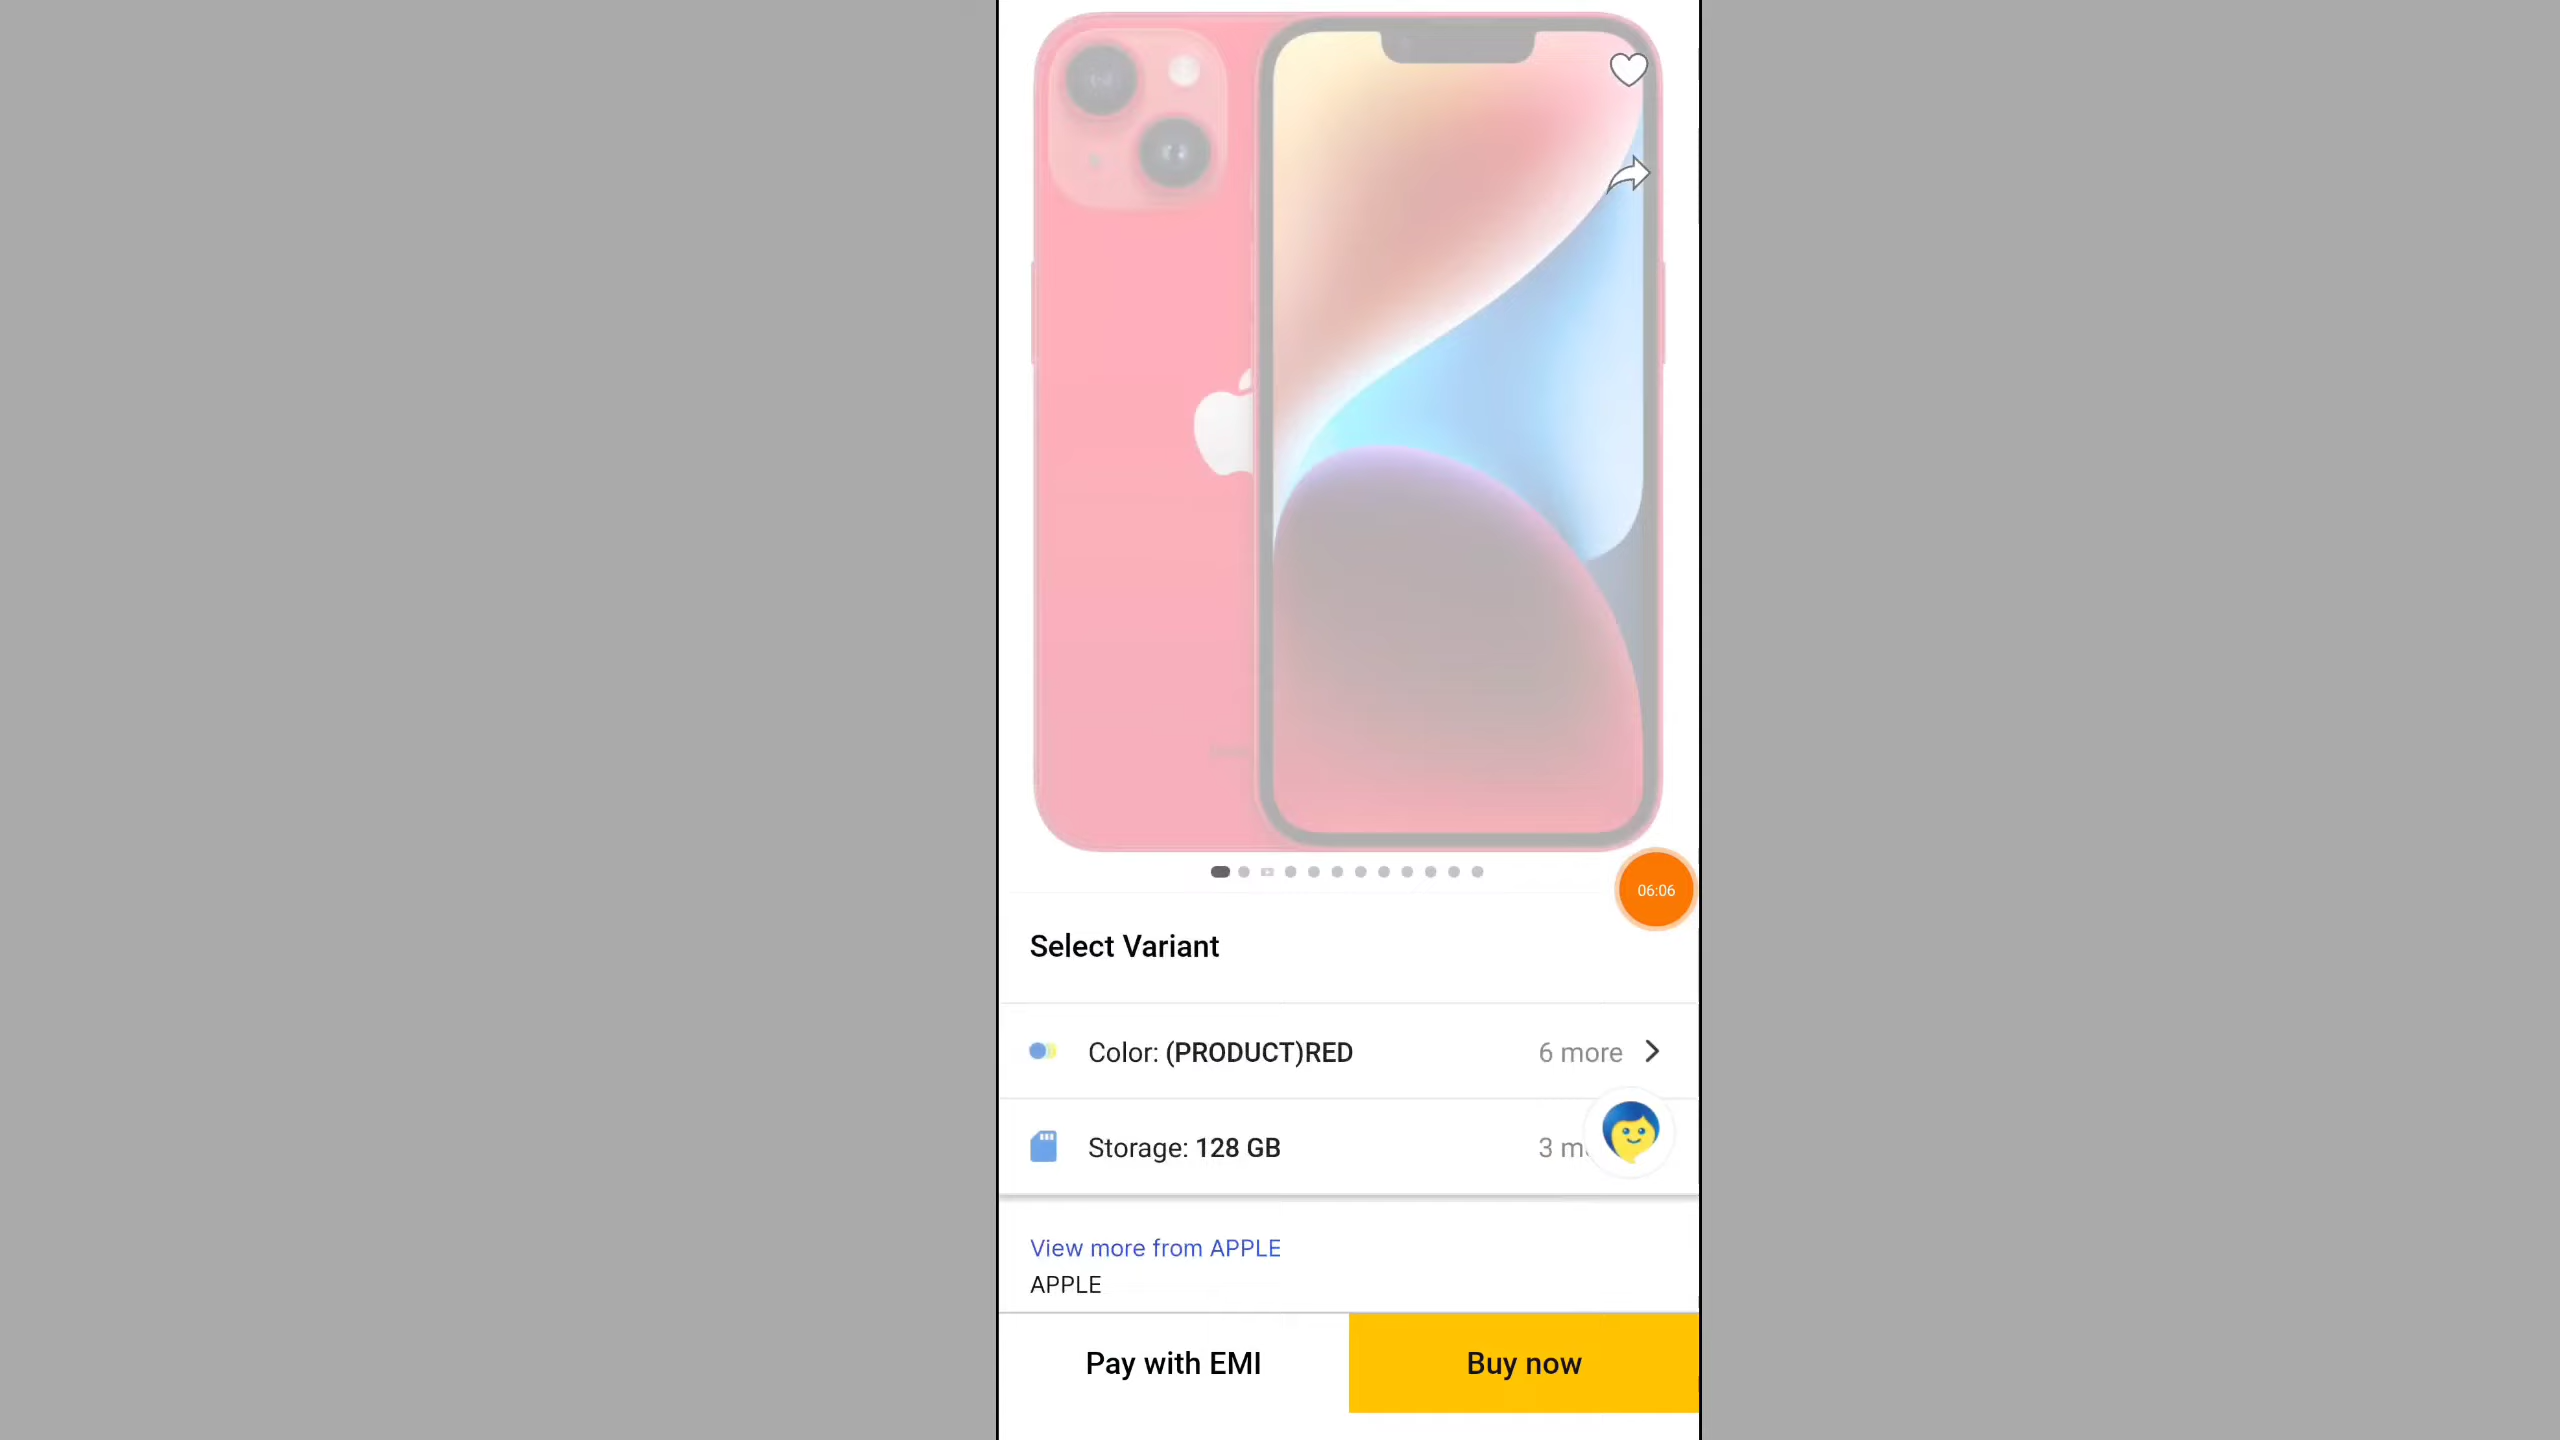 06:06
Select Variant
Color: (PRODUCT)RED 6 more
Storage: 128 GB 3
View more from APPLE
APPLE
Pay with EMI Buy now